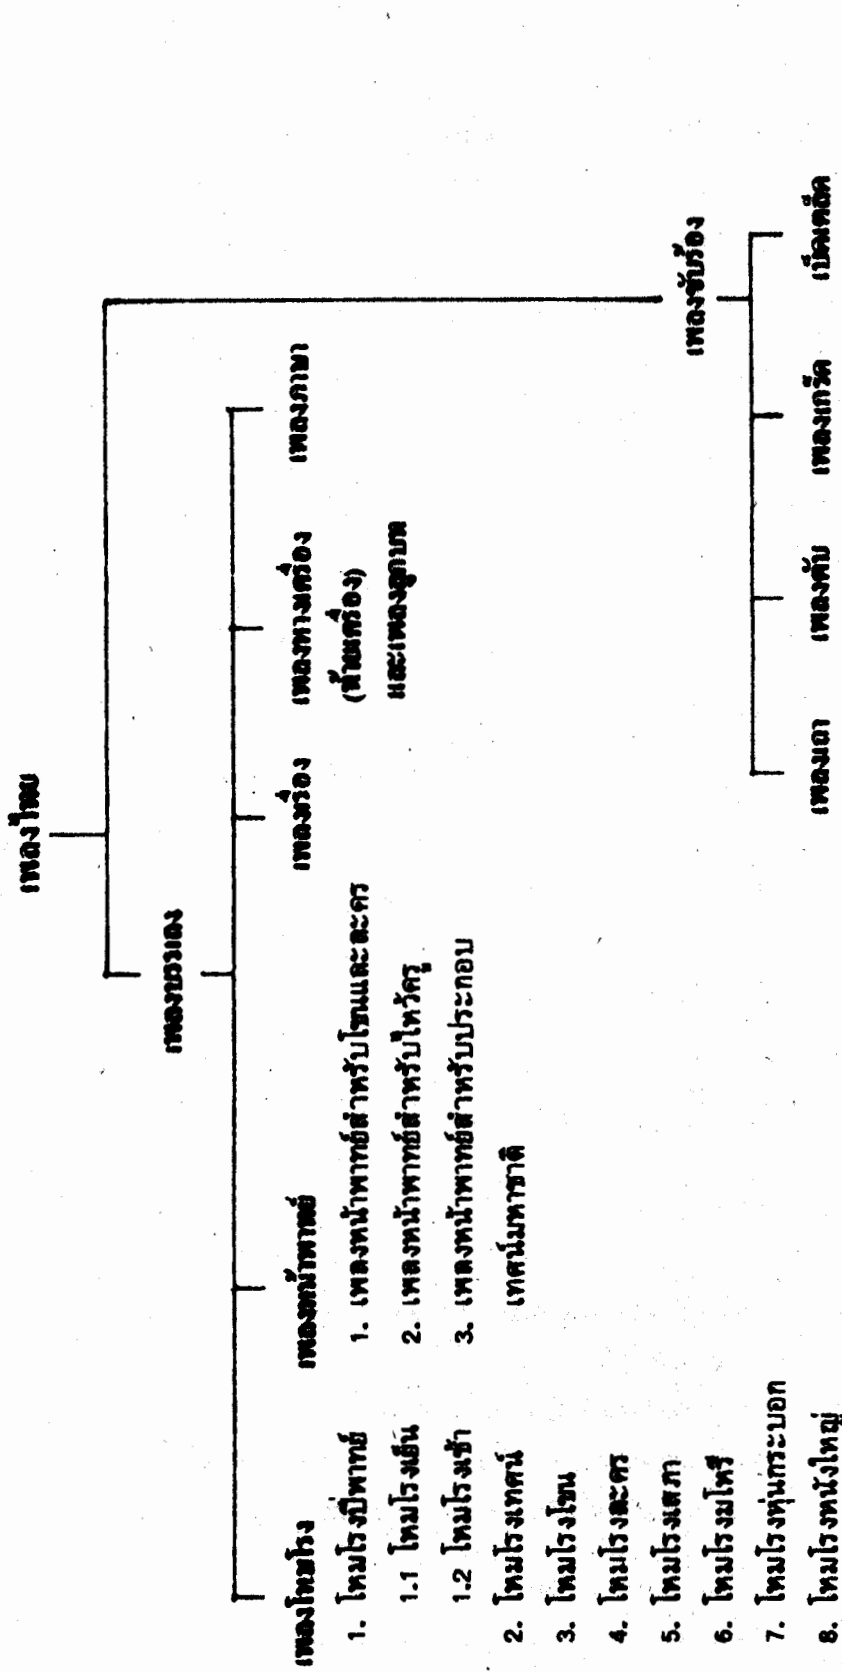 เพลงไทย
เพลงบรรเลง
เพลงโหมโรง
1. โหมโรงปี่พาทย์
1.1 โหมโรงเย็น
1.2 โหมโรงเช้า
2. โหมโรงเทศน์
3. โหมโรงโขน
4. โหมโรงละคร
5. โหมโรงเสภา
6. โหมโรงมโหรี
7. โหมโรงหุ่นกระบอก
8. โหมโรงหนังใหญ่
เพลงหน้าพาทย์
1. เพลงหน้าพาทย์สำหรับโขนและละคร
2. เพลงหน้าพาทย์สำหรับไหว้ครู
3. เพลงหน้าพาทย์สำหรับประกอบ
เทศน์มหาชาติ
เพลงเรื่อง
เพลงหางเครื่อง
(ท้ายเครื่อง)
และเพลงลูกบท
เพลงภาษา
เพลงขับร้อง
เพลงเถา
เพลงตับ
เพลงเกร็ด
เบ็ดเตล็ด